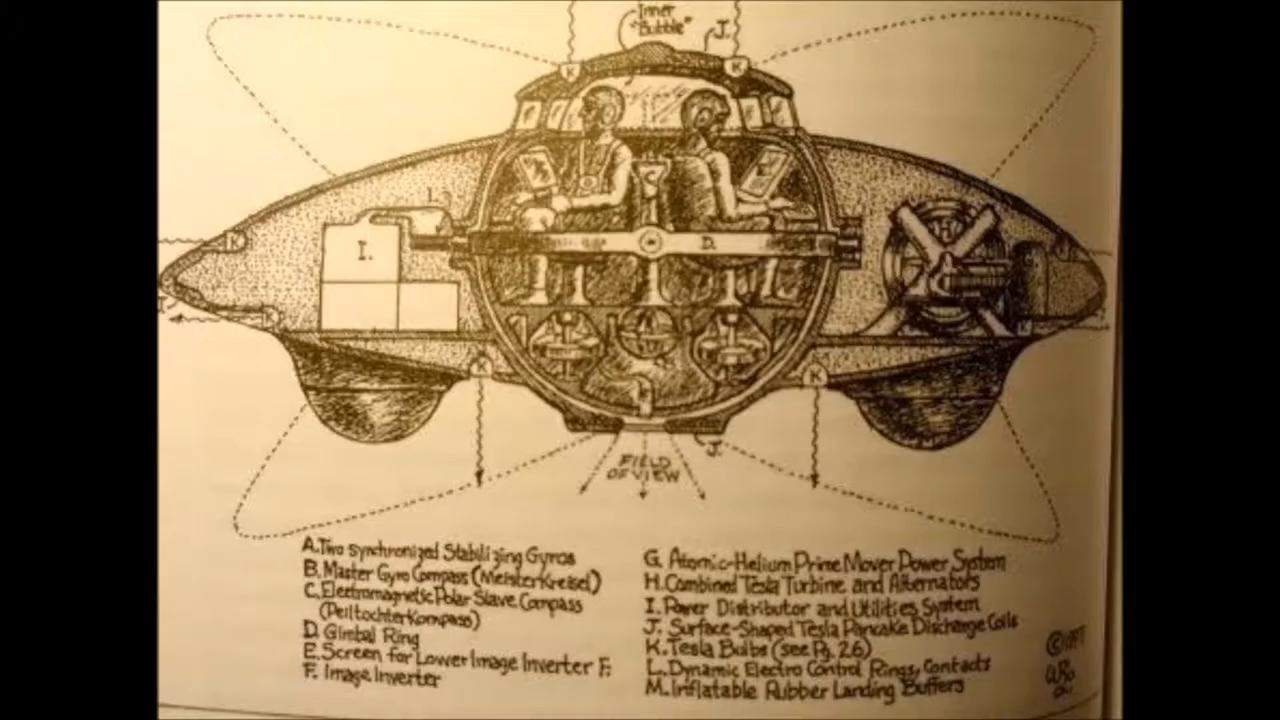 Inner
"Bubble"
J.
K
K
C
I.
K
D.
H
K
K
J.
FIELD
OF VIEW
A. Two Synchronized Stabilizing Gyros
B. Master Gyro Compass (Meisterkreisel)
C. Electromagnetic Polar Slave Compass
(Peiltochterkompass)
D. Gimbal Ring
E. Screen for Lower Image Inverter F.
F. Image Inverter
G. Atomic-Helium Prime Mover Power System
H. Combined Tesla Turbine and Alternators
I. Power Distributor and Utilities System
J. Surface-Shaped Tesla Pancake Discharge Coils
K. Tesla Bulbs (see Pg. 26)
L. Dynamic Electro Control Rings, Contacts
M. Inflatable Rubber Landing Buffers